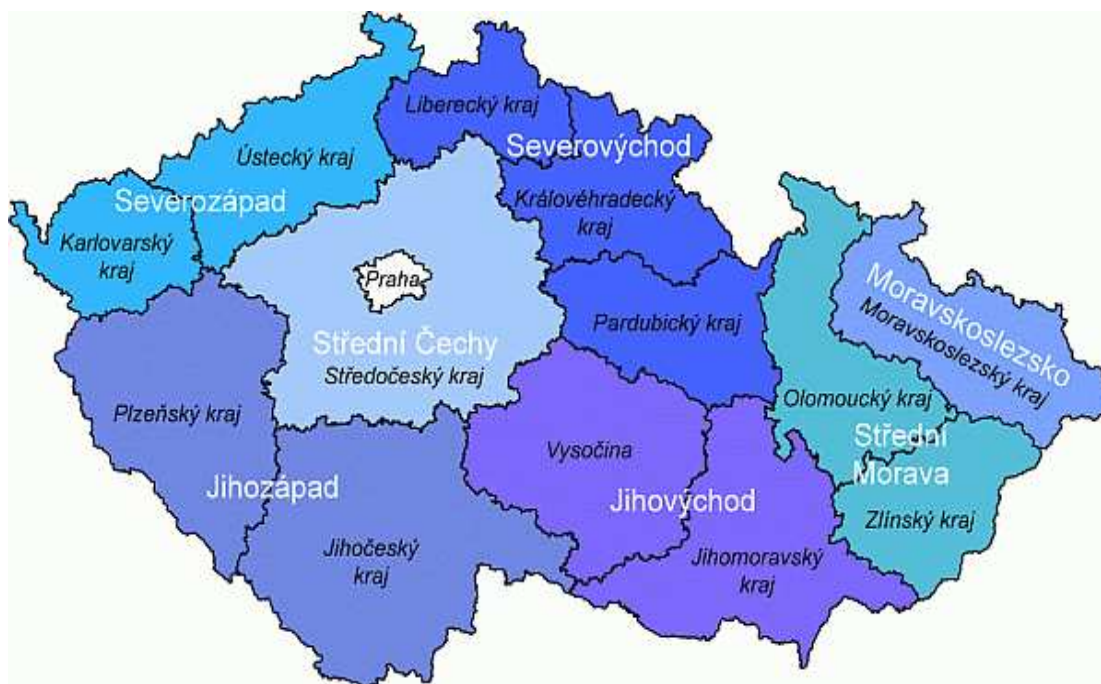 Liberecký kraj
Severovýchod
Ústecký kraj
Severozápad
Královéhradecký
kraj
Karlovarský
kraj
Praha
Moravskoslezsko
Moravskoslezský kraj
Pardubický kraj
Střední Čechy
Středočeský kraj
Plzeňský kraj
Olomoucký kraj
Střední
Morava
Vysočina
Jihozápad
Jihovýchod
Zlínský kraj
Jihočeský
kraj
Jihomoravský
kraj